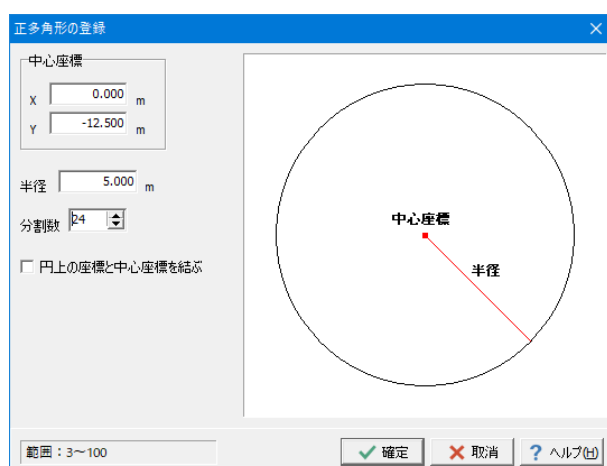 正多角形の登録
中心座標
X 0.000 m
Y -12.500 m
半径 5.000 m
分割数 24
円上の座標と中心座標を結ぶ
中心座標
半径
範囲：3～100
確定
取消
? ヘルプ(H)